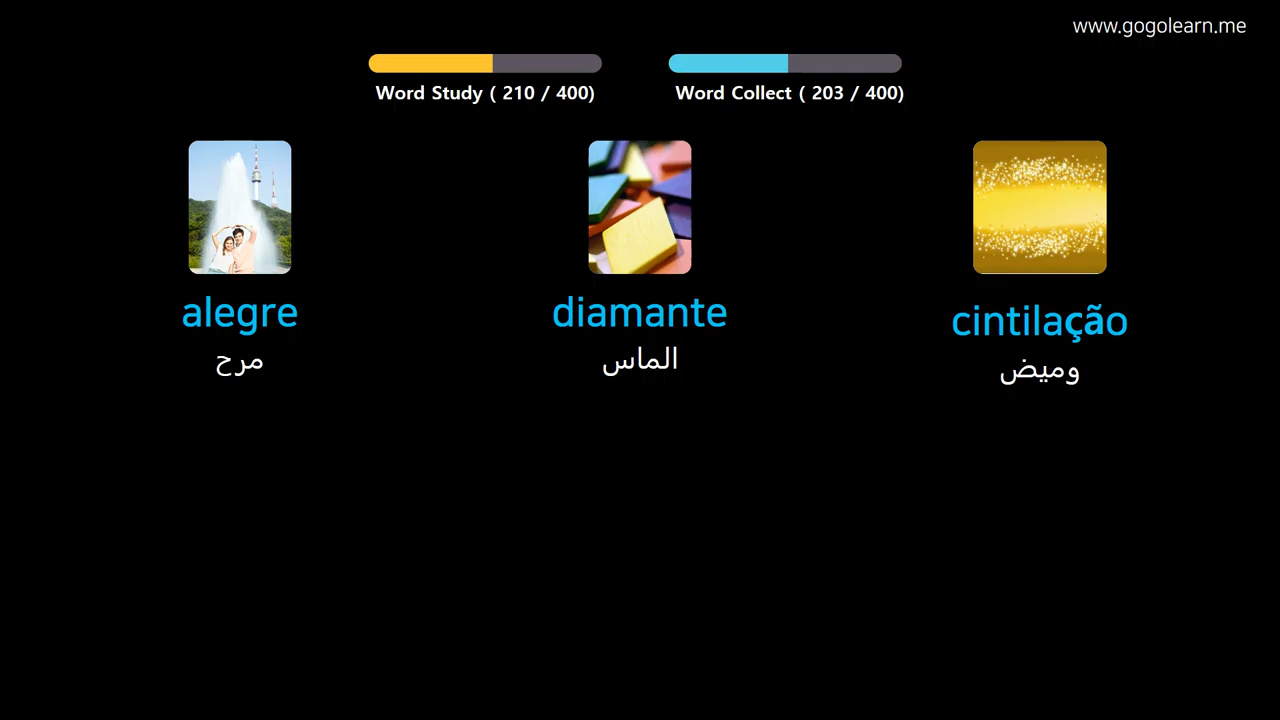 www.gogolearn.me
Word Study ( 210 / 400)
Word Collect ( 203 / 400)
alegre
مرح
diamante
الماس
cintilação
وميض